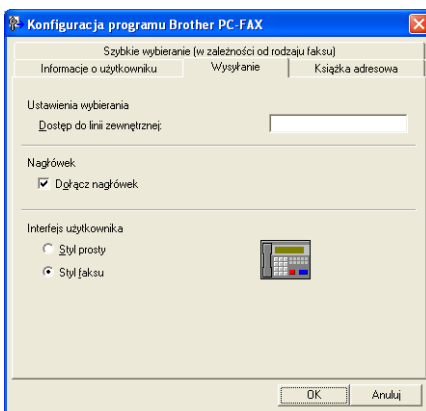 Konfiguracja programu Brother PC-FAX
Szybkie wybieranie (w zależności od rodzaju faksu)
Informacje o użytkowniku Wysyłanie Książka adresowa
Ustawienia wybierania
Dostęp do linii zewnętrznej:
Nagłówek
Dołącz nagłówek
Interfejs użytkownika
Styl prosty
Styl faksu
OK Anuluj